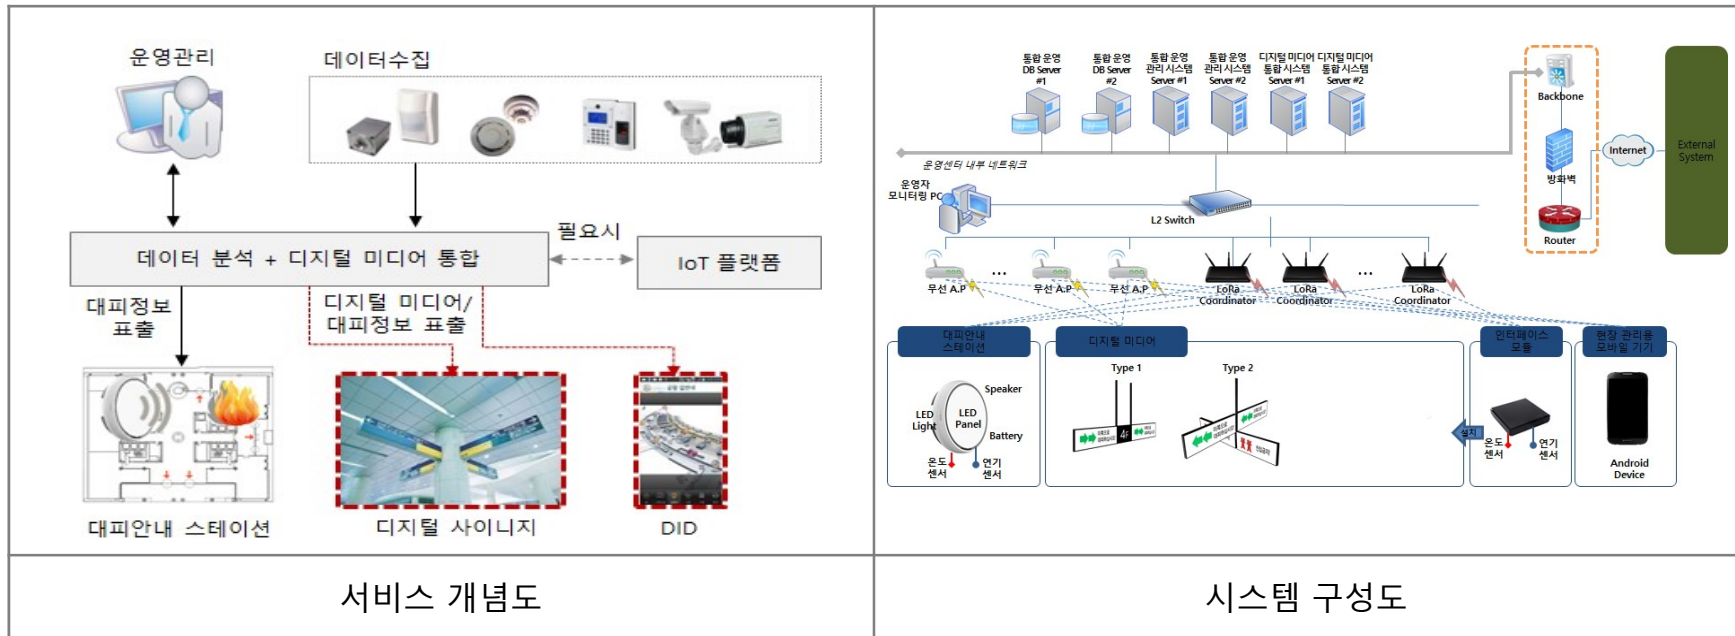 운영관리
데이터수집
데이터 분석 + 디지털 미디어 통합
필요시
IoT 플랫폼
대피정보
표출
디지털 미디어/
대피정보 표출
대피안내 스테이션
디지털 사이니지
DID
서비스 개념도
통합 운영
DB Server
#1
통합 운영
DB Server
#2
통합 운영
관리 시스템
Server #1
통합 운영
관리 시스템
Server #2
디지털 미디어
통합 시스템
Server #1
디지털 미디어
통합 시스템
Server #2
Backbone
방화벽
Router
Internet
External
System
운영센터 내부 네트워크
운영자
모니터링 PC
L2 Switch
무선 A.P
...
무선 A.P
무선 A.P
LoRa
Coordinator
LoRa
Coordinator
...
LoRa
Coordinator
대피안내
스테이션
LED
Light
LED
Panel
Speaker
Battery
온도
센서
연기
센서
디지털 미디어
Type 1
4F
Type 2
인터페이스
모듈
설치
온도
센서
연기
센서
현장 관리용
모바일 기기
Android
Device
시스템 구성도